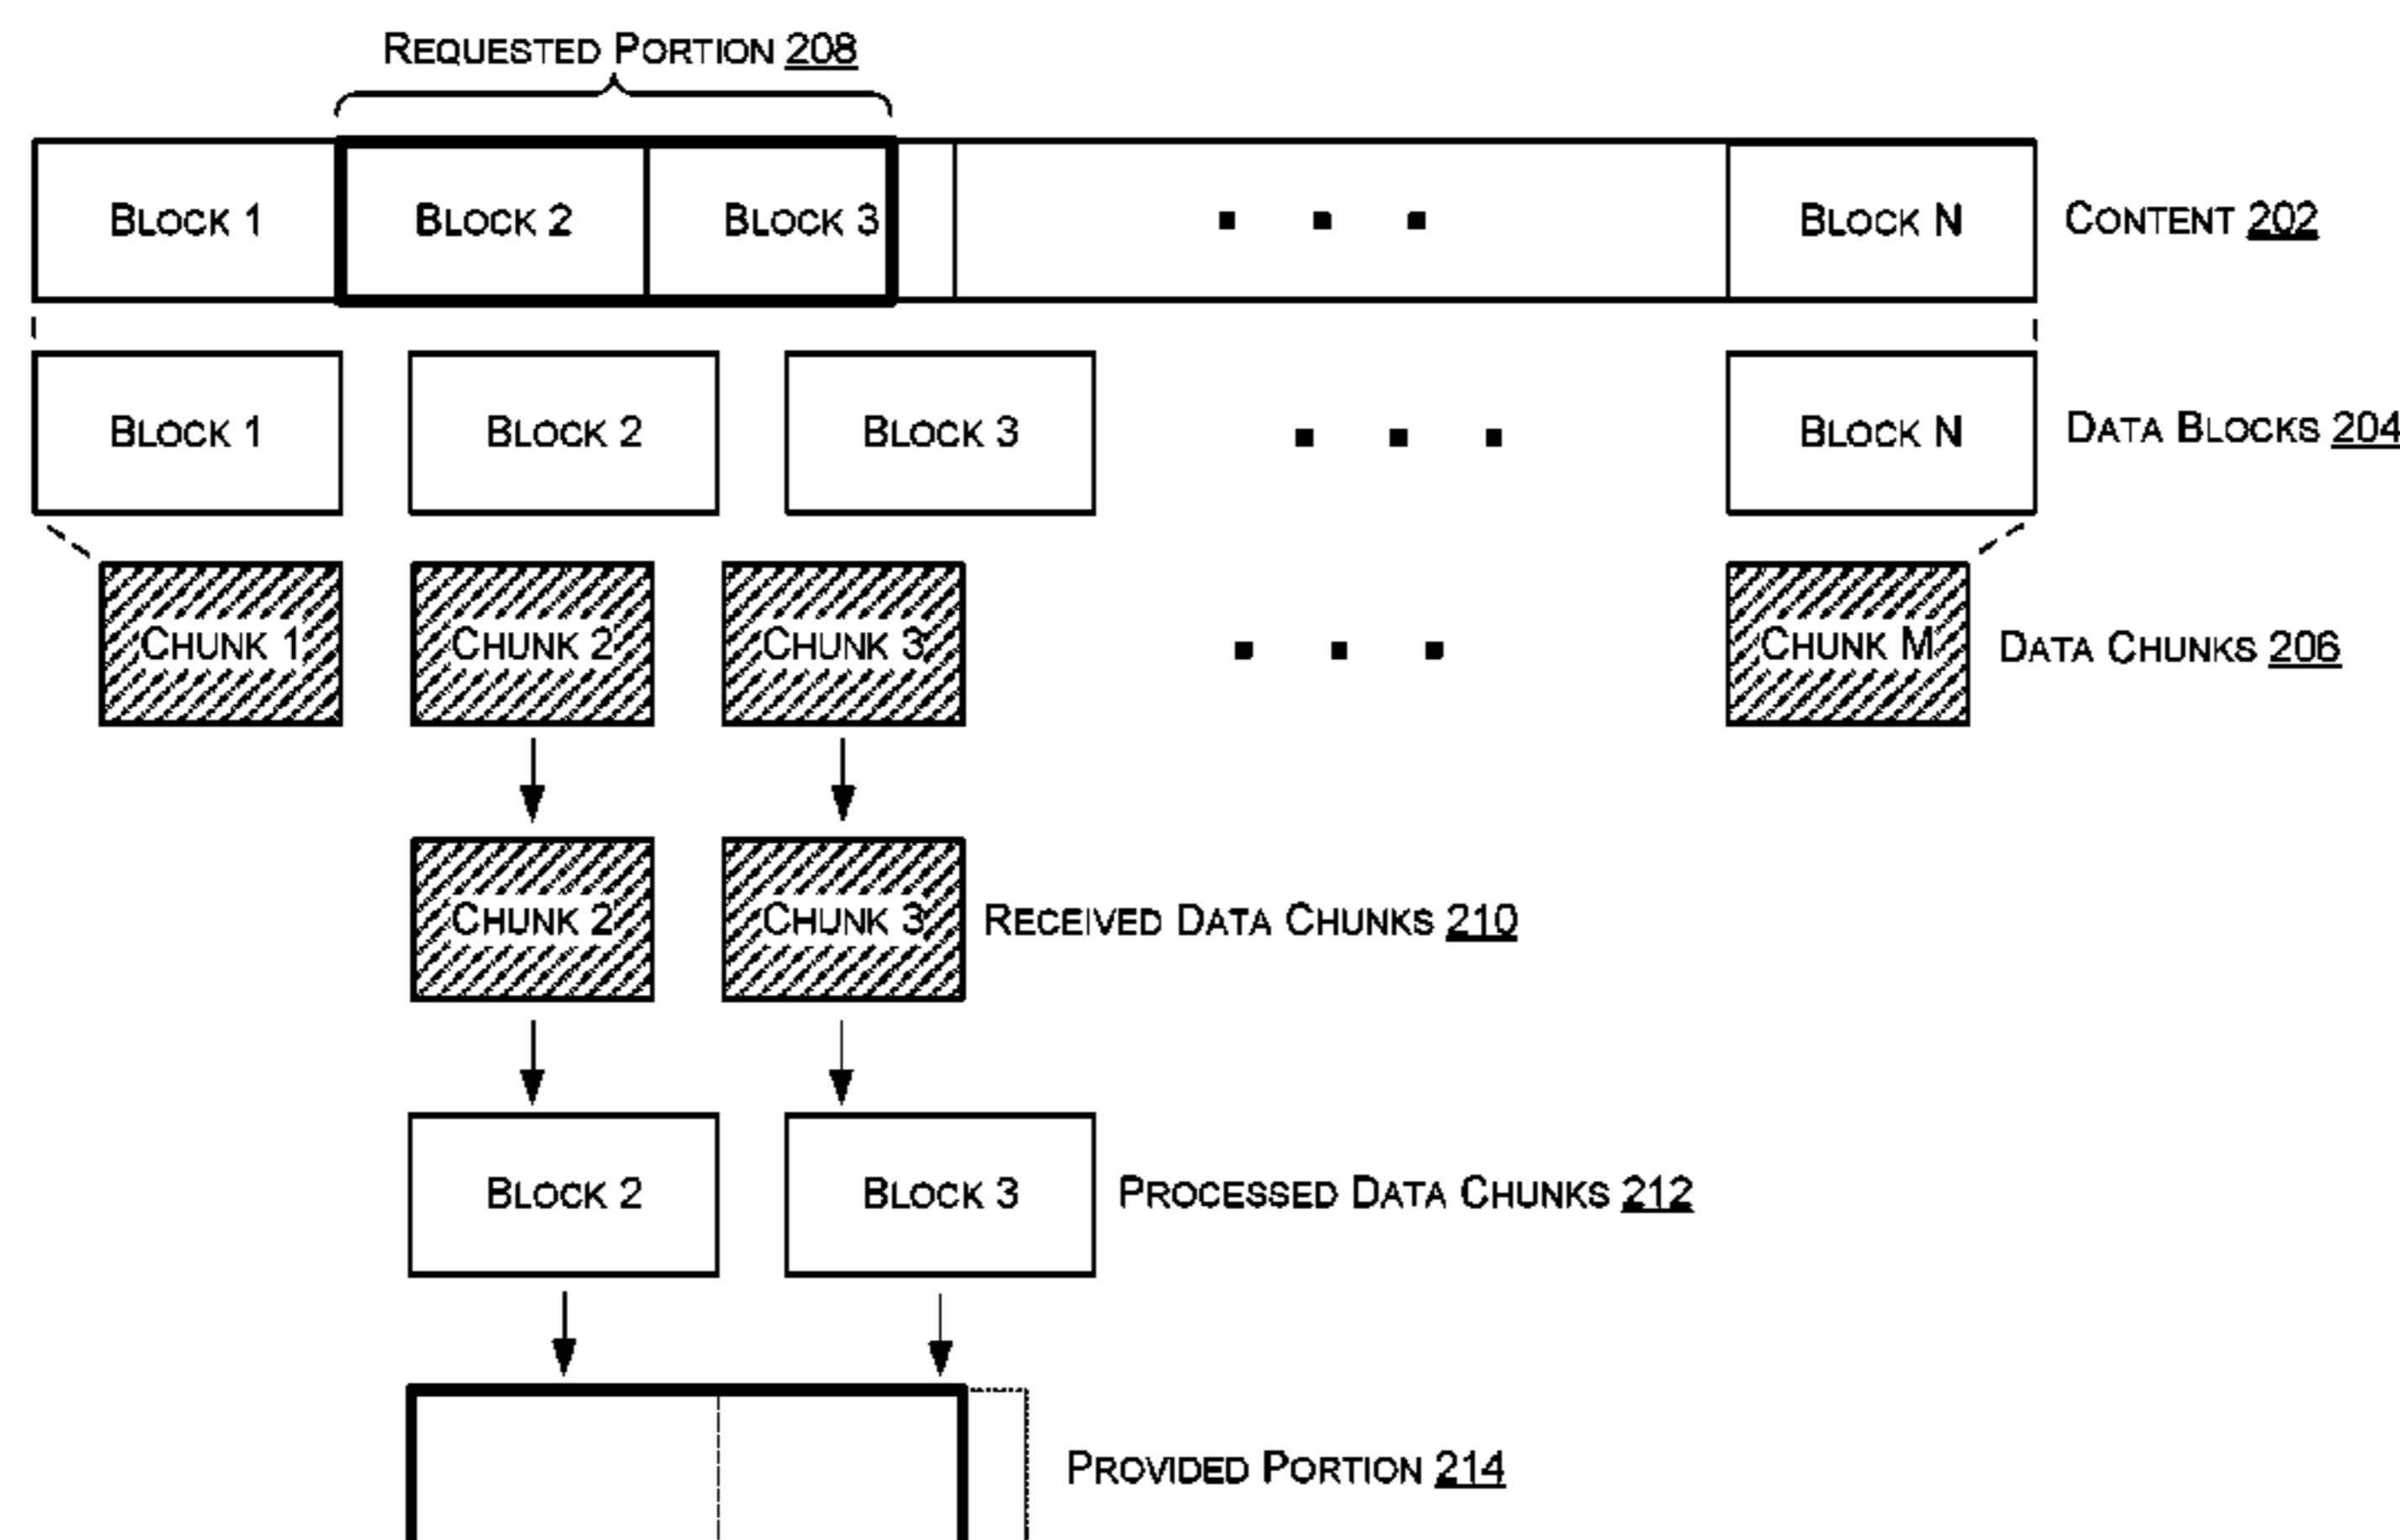 REQUESTED PORTION 208
BLOCK 1 BLOCK 2 BLOCK 3 BLOCK N CONTENT 202
BLOCK 1 BLOCK 2 BLOCK 3 BLOCK N DATA BLOCKS 204
CHUNK 1 CHUNK 2 CHUNK 3 CHUNK M DATA CHUNKS 206
CHUNK 2 CHUNK 3 RECEIVED DATA CHUNKS 210
BLOCK 2 BLOCK 3 PROCESSED DATA CHUNKS 212
PROVIDED PORTION 214